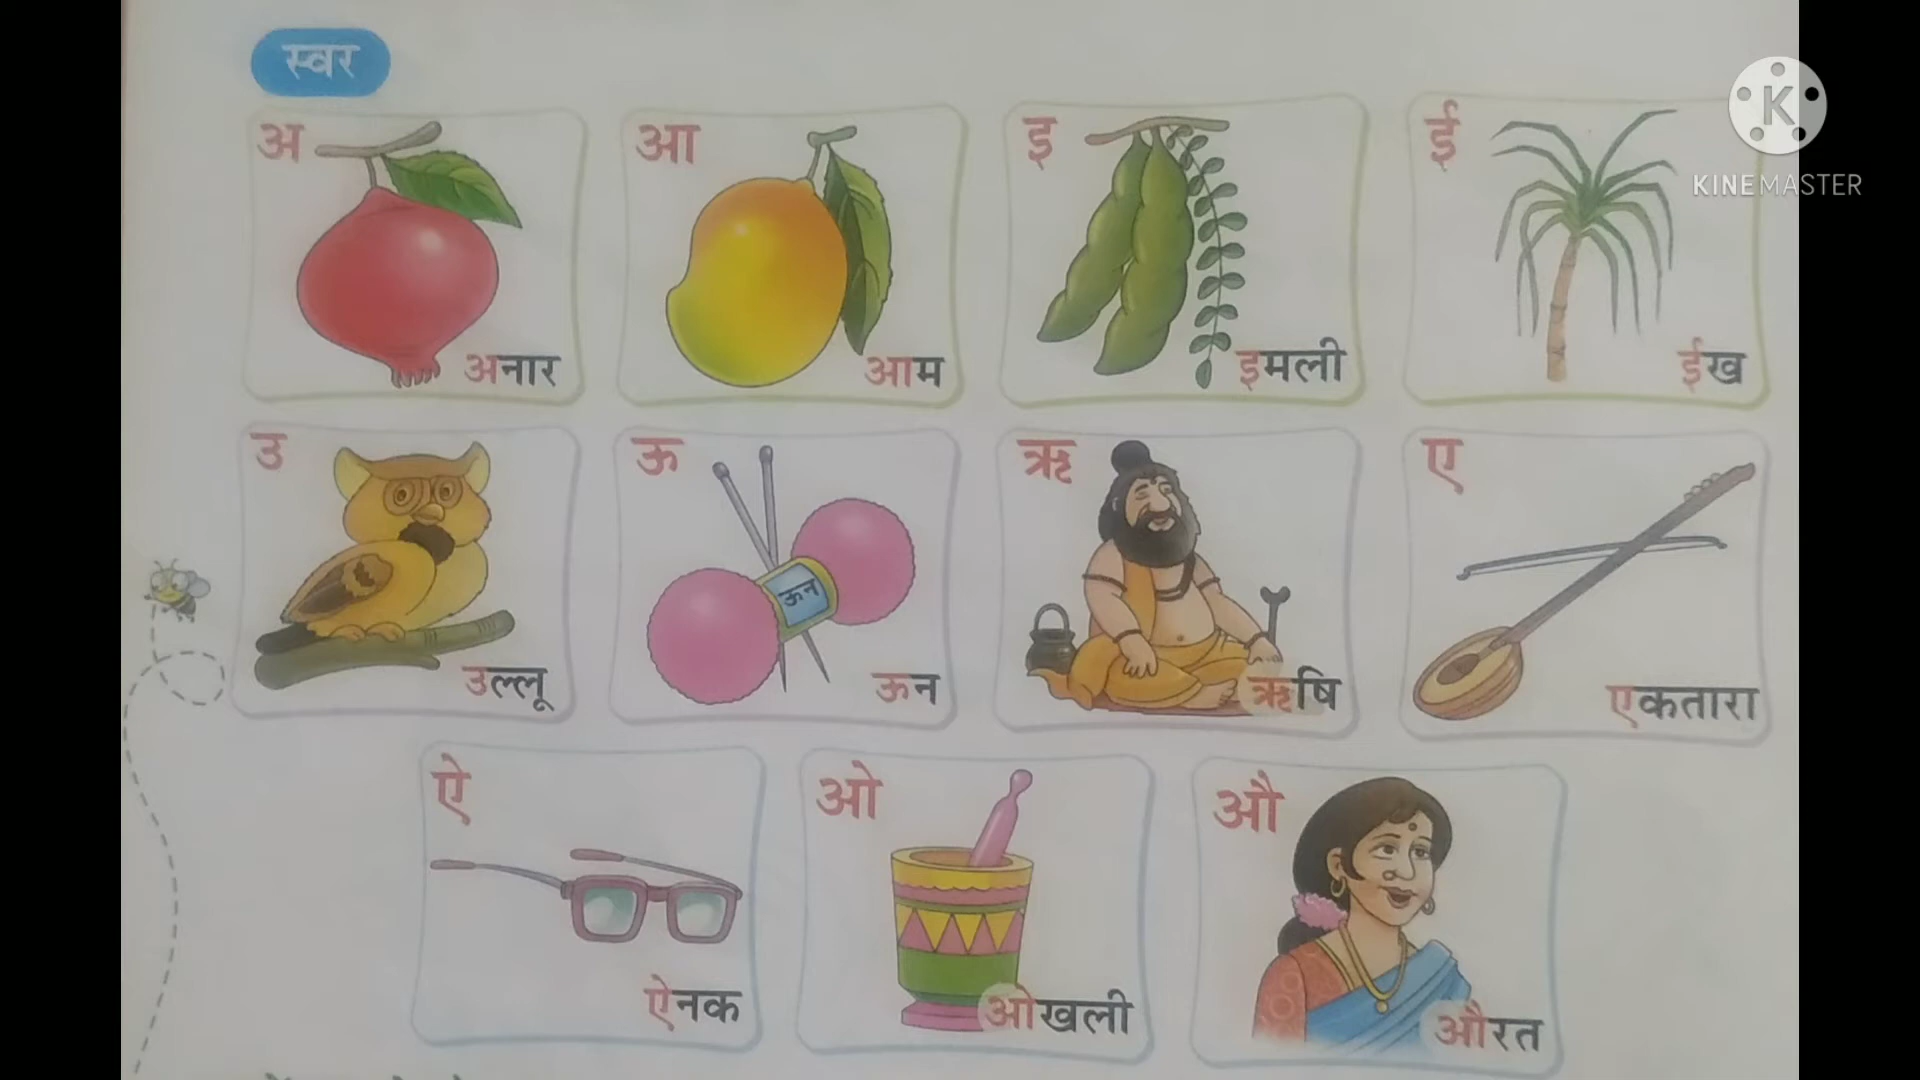 स्वर
अ
अनार
आ
आम
इ
इमली
ई
ईख
KINEMASTER
उ
उल्लू
ऊ
ऊन
ऊन
ऋ
ऋषि
ए
एकतारा
ऐ
ऐनक
ओ
ओखली
औ
औरत